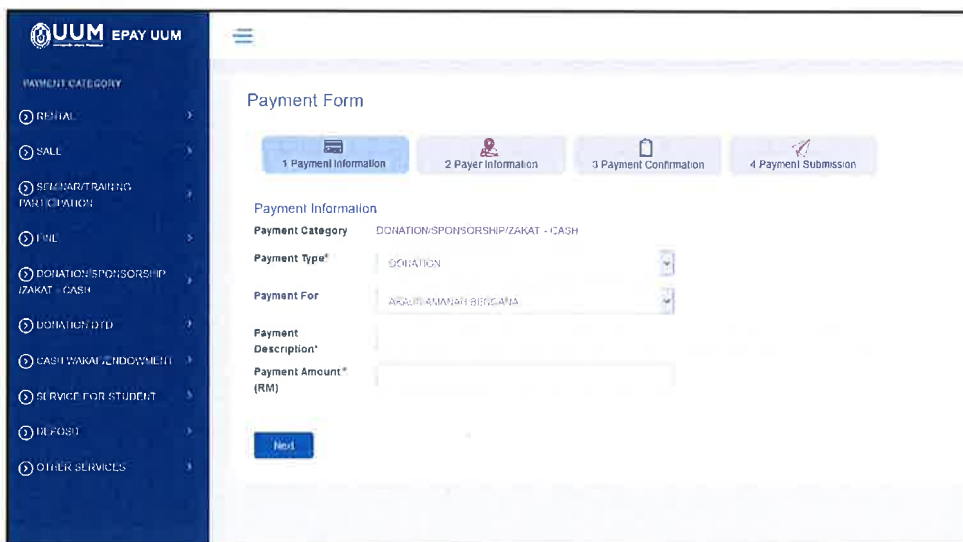 UUM EPAY UUM
PAYMENT CATEGORY
RENTAL
SALE
SEMINAR/TRAINING
PARTICIPATION
FINE
DONATION/SPONSORSHIP
/ZAKAT - CASH
DONATION DTD
CASH WAKAF/ENDOWMENT
SERVICE FOR STUDENT
DEPOSIT
OTHER SERVICES
Payment Form
1 Payment Information
2 Payer Information
3 Payment Confirmation
4 Payment Submission
Payment Information
Payment Category DONATION/SPONSORSHIP/ZAKAT - CASH
Payment Type* DONATION
Payment For AKAUN AMANAH BENCANA
Payment
Description*
Payment Amount*
(RM)
Next